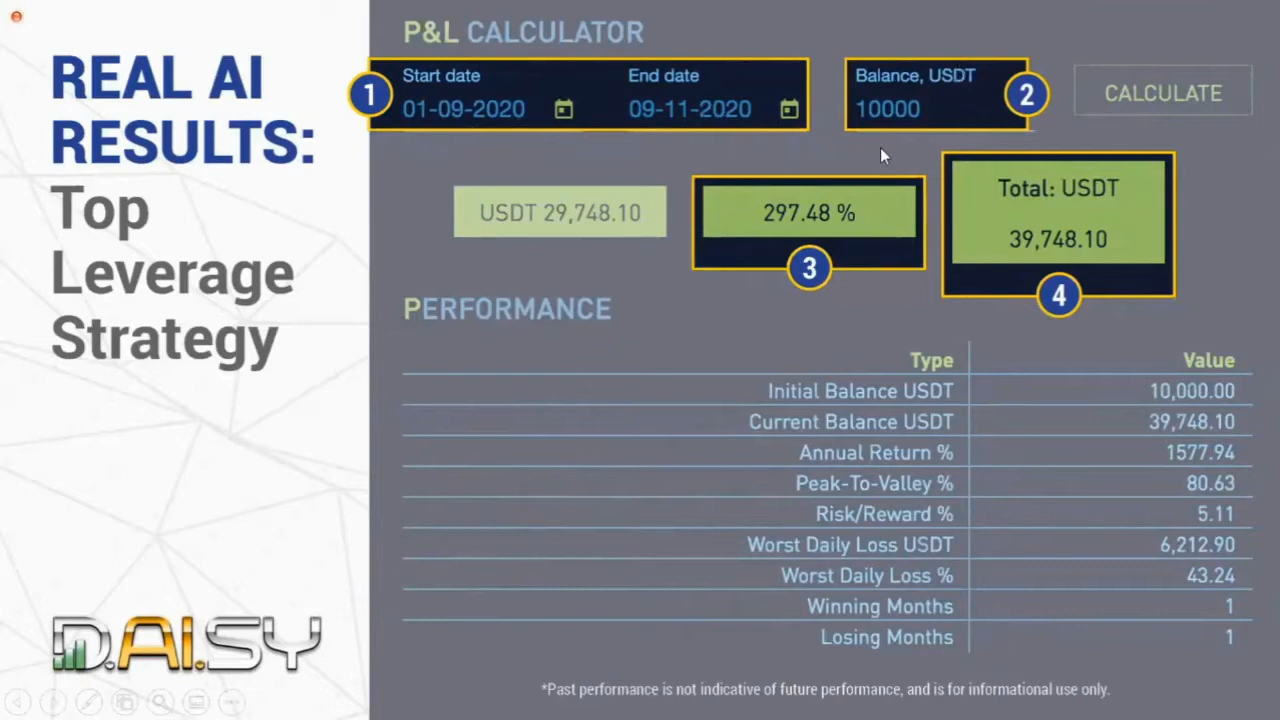 REAL AI
RESULTS:
Top
Leverage
Strategy
D.AI.SY
P&L CALCULATOR
1
Start date
End date
01-09-2020
09-11-2020
Balance, USDT
10000
2
CALCULATE
USDT 29,748.10
297.48 %
3
Total: USDT
39,748.10
4
PERFORMANCE
Type Value
Initial Balance USDT 10,000.00
Current Balance USDT 39,748.10
Annual Return % 1577.94
Peak-To-Valley % 80.63
Risk/Reward % 5.11
Worst Daily Loss USDT 6,212.90
Worst Daily Loss % 43.24
Winning Months 1
Losing Months 1
*Past performance is not indicative of future performance, and is for informational use only.